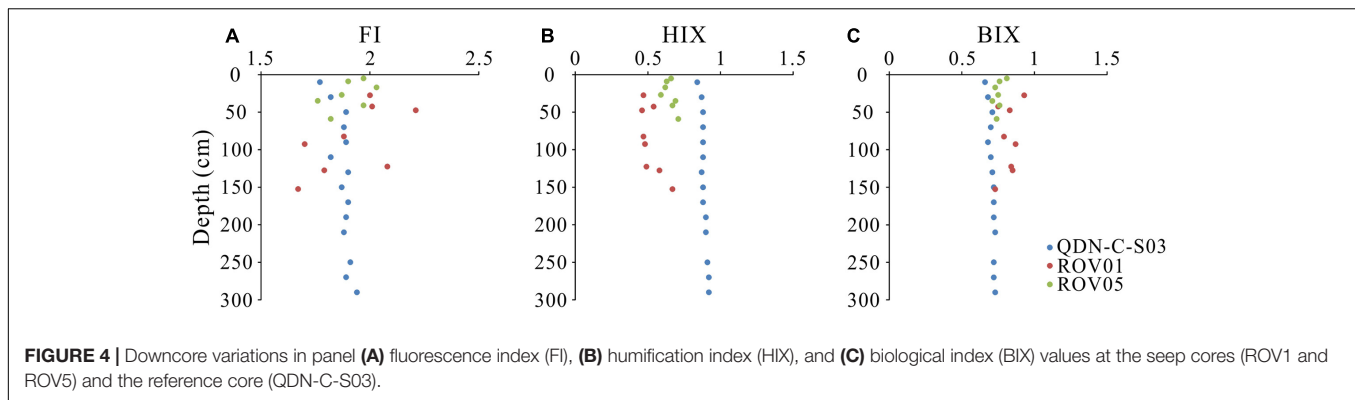 A FI
1.5 2 2.5
B HIX
0 0.5 1 1.5
C BIX
0 0.5 1 1.5
Depth (cm)
0
50
100
150
200
250
300
0
50
100
150
200
250
300
0
50
100
150
200
250
300
QDN-C-S03
ROV01
ROV05
FIGURE 4 | Downcore variations in panel (A) fluorescence index (FI), (B) humification index (HIX), and (C) biological index (BIX) values at the seep cores (ROV1 and
ROV5) and the reference core (QDN-C-S03).